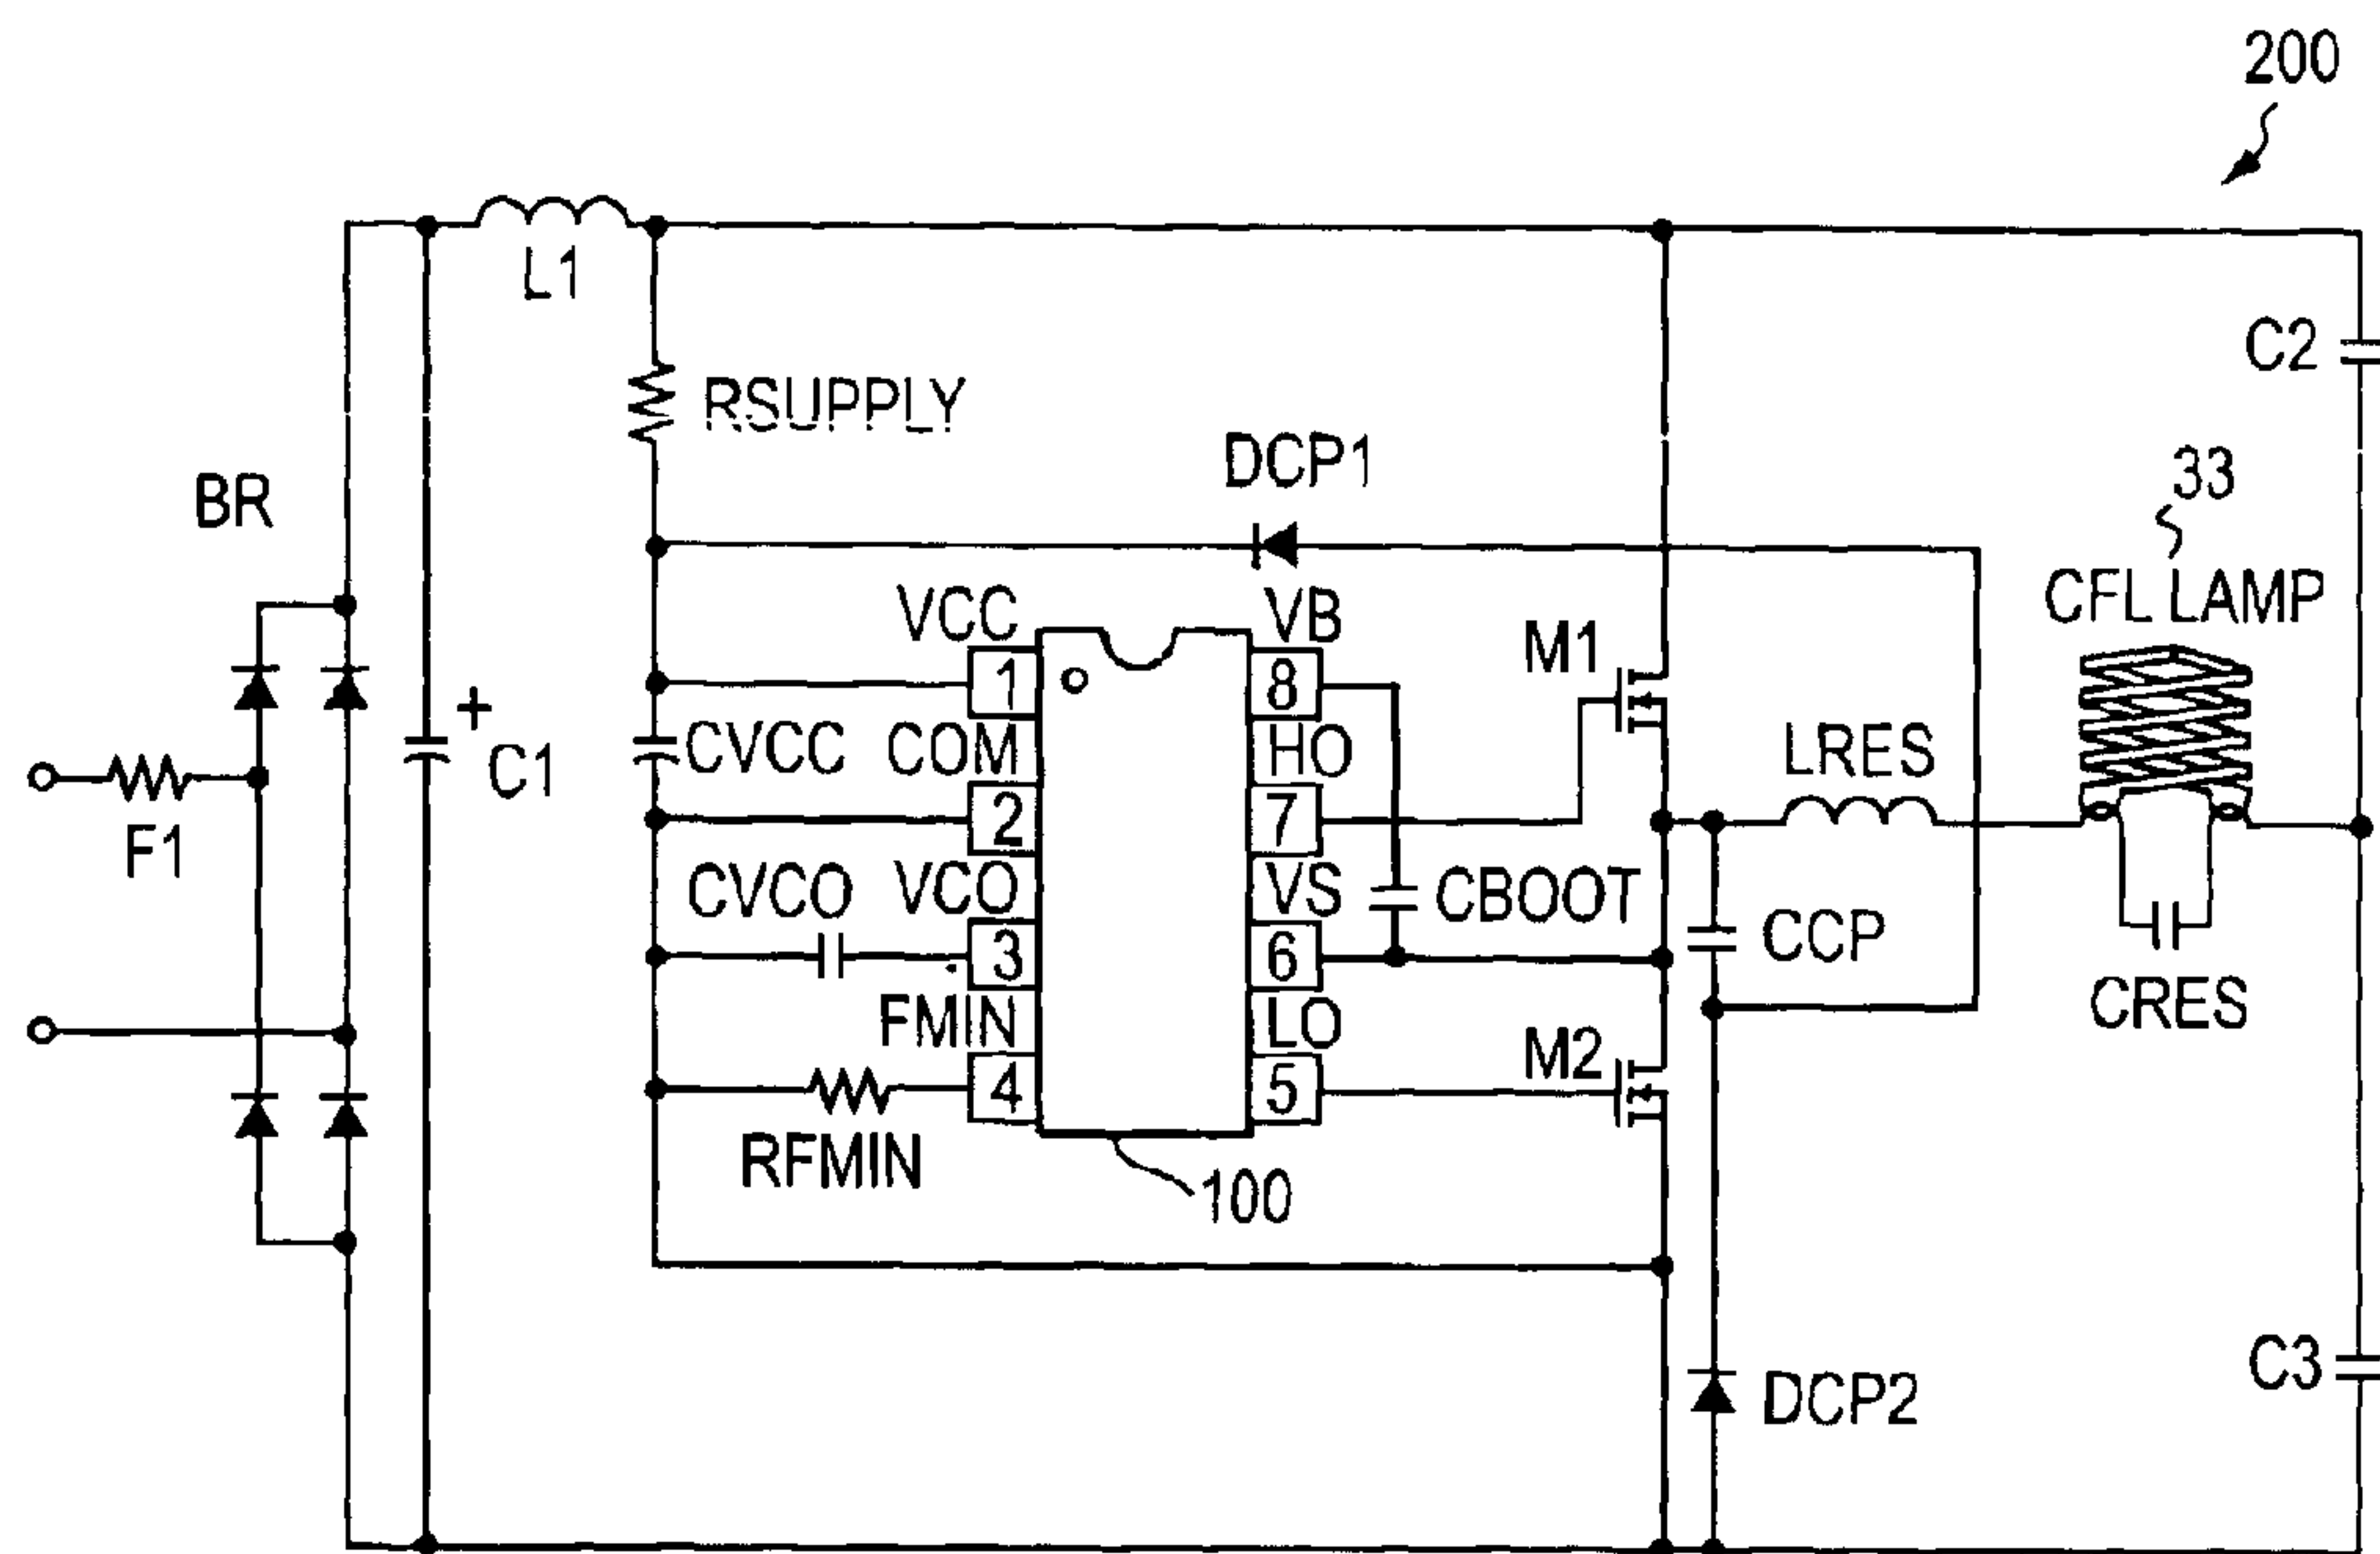 200
L1
C2
RSUPPLY
DCP1
33
BR
CFL LAMP
VCC
VB
M1
1
8
+
C1
CVCC
COM
HO
LRES
F1
2
7
CVCO
VCO
VS
CBOOT
CCP
3
6
CRES
FMIN
LO
M2
4
5
RFMIN
100
C3
DCP2